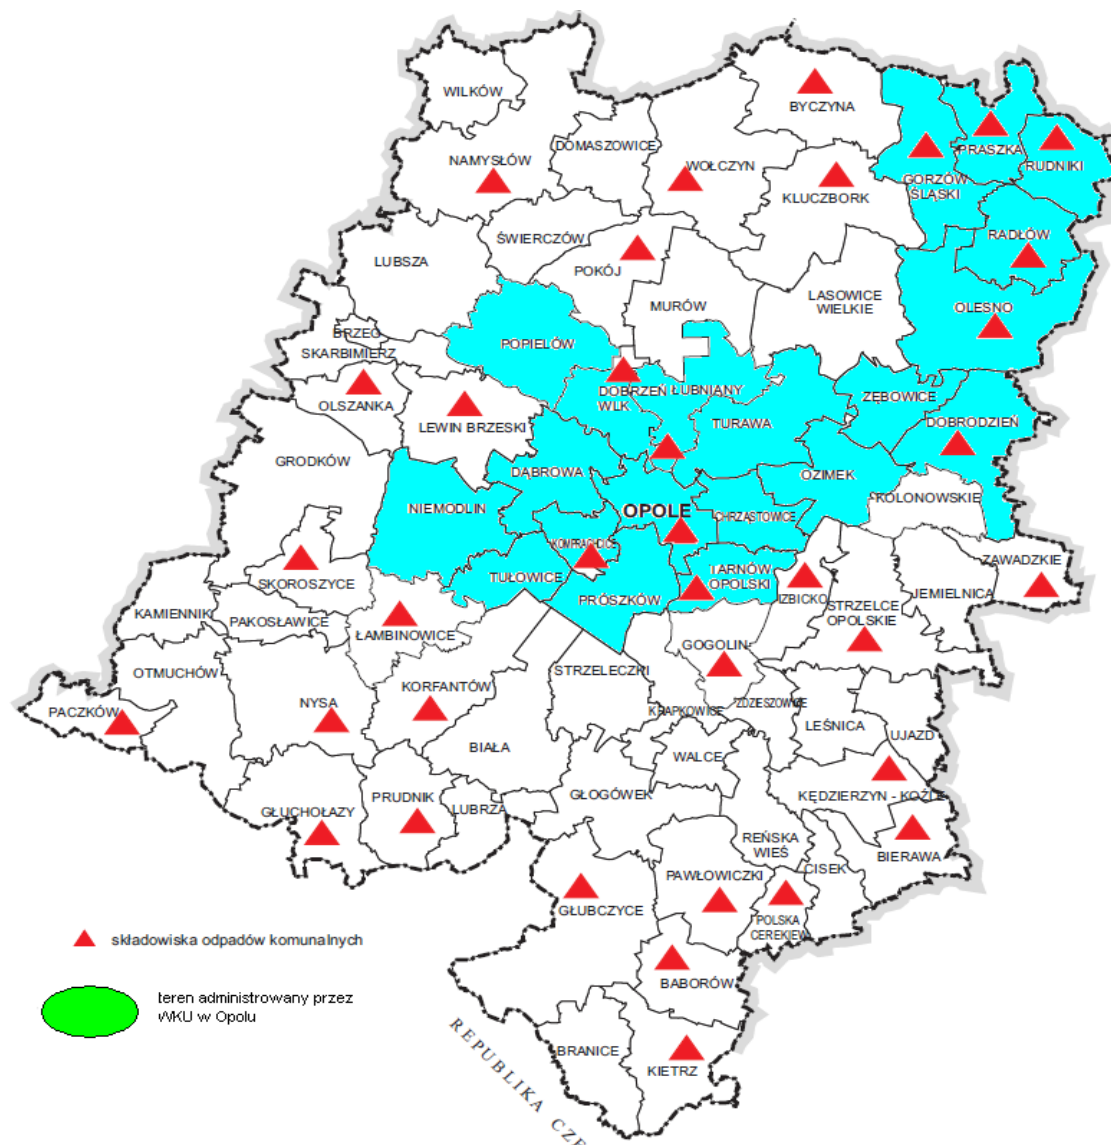 WILKÓW
BYCZYNA
DOMASZOWICE
PRASZKA
NAMYSŁÓW
WOŁCZYN
RUDNIKI
GORZÓW
ŚLĄSKI
KLUCZBORK
ŚWIERCZÓW
RADŁÓW
LUBSZA
POKÓJ
LASOWICE
WIELKIE
MURÓW
OLESNO
BRZEG
POPIELÓW
SKARBIMIERZ
DOBRZEŃ
WLK
ŁUBNIANY
ZĘBOWICE
OLSZANKA
LEWIN BRZESKI
TURAWA
DOBRODZIEŃ
GRODKÓW
DĄBROWA
OZIMEK
KOLONOWSKIE
NIEMODLIN
OPOLE
CHRZĄSTOWICE
KOMPRACHCICE
ZAWADZKIE
SKOROSZYCE
TUŁOWICE
TARNÓW
OPOLSKI
PRÓSZKÓW
IZBICKO
JEMIELNICA
STRZELCE
OPOLSKIE
KAMIENNIK
PAKOSŁAWICE
ŁAMBINOWICE
GOGOLIN
OTMUCHÓW
STRZELECZKI
KORFANTÓW
NYSA
PACZKÓW
KRAPKOWICE
ZDZESZOWICE
LEŚNICA
UJAZD
BIAŁA
WALCE
KĘDZIERZYN - KOŹLE
GŁOGÓWEK
PRUDNIK
LUBRZA
GŁUCHOŁAZY
REŃSKA
WIEŚ
BIERAWA
CISEK
PAWŁOWICZKI
GŁUBCZYCE
POLSKA
CEREKIEW
składowiska odpadów komunalnych
BABORÓW
teren administrowany przez
WKU w Opolu
BRANICE
KIETRZ
REPUBLIKA CZE